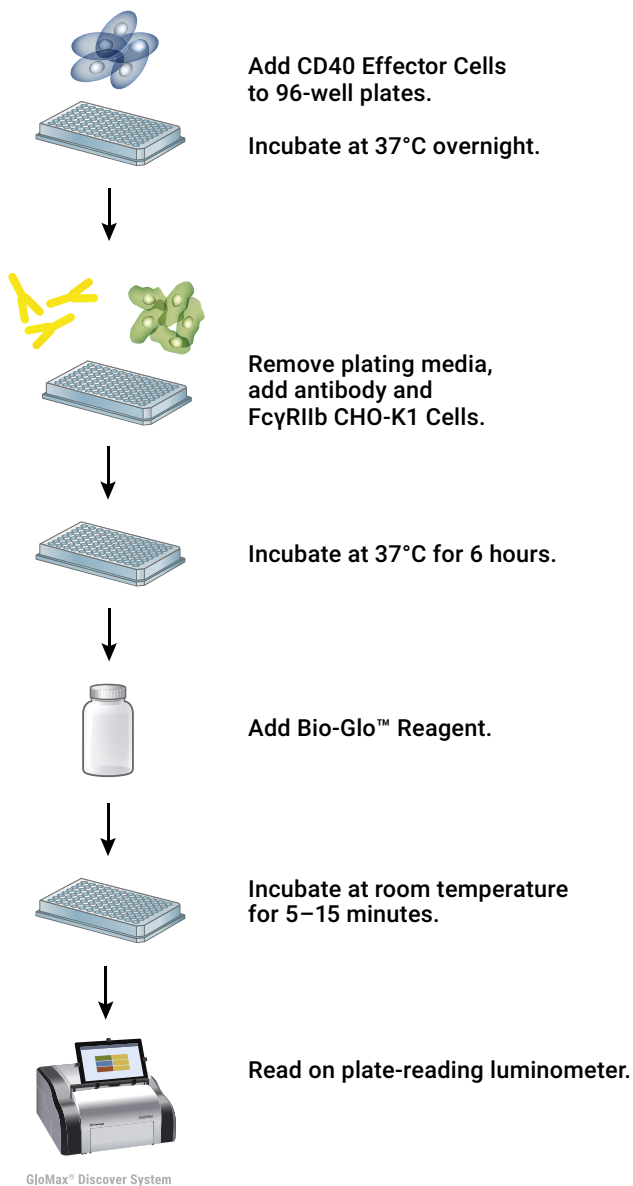 Add CD40 Effector Cells
to 96-well plates.
Incubate at 37°C overnight.
Remove plating media,
add antibody and
FcγRIIb CHO-K1 Cells.
Incubate at 37°C for 6 hours.
Add Bio-Glo™ Reagent.
Incubate at room temperature
for 5–15 minutes.
Read on plate-reading luminometer.
GloMax® Discover System